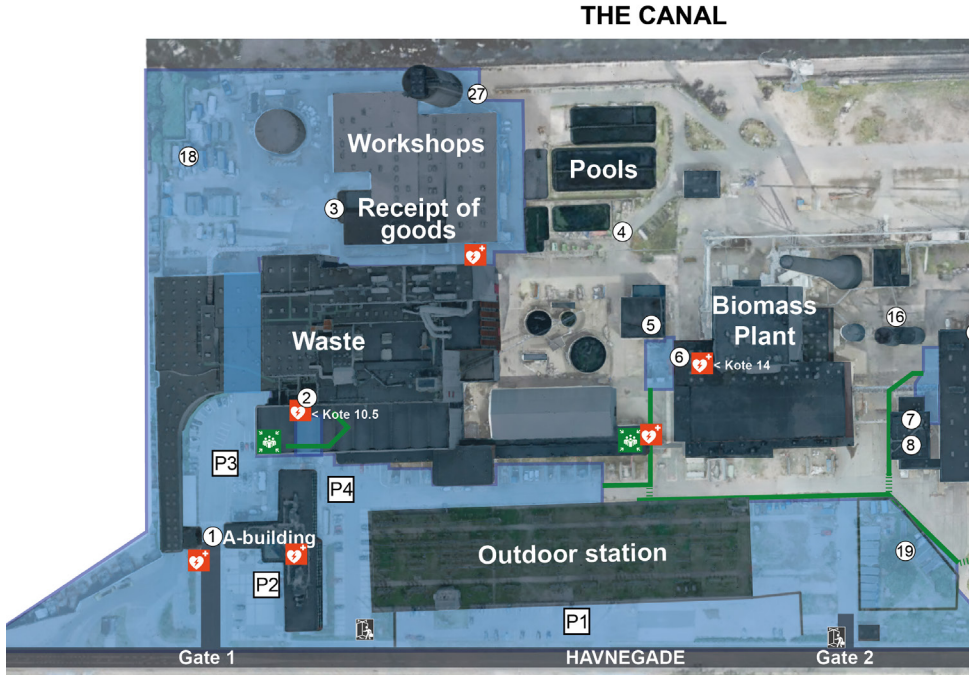 THE CANAL
27
Workshops
18
Pools
3
Receipt of
goods
4
Biomass
Plant
16
5
Waste
6
< Kote 14
2
< Kote 10.5
7
8
P3
P4
1
A-building
Outdoor station
19
P2
P1
Gate 1
HAVNEGADE
Gate 2